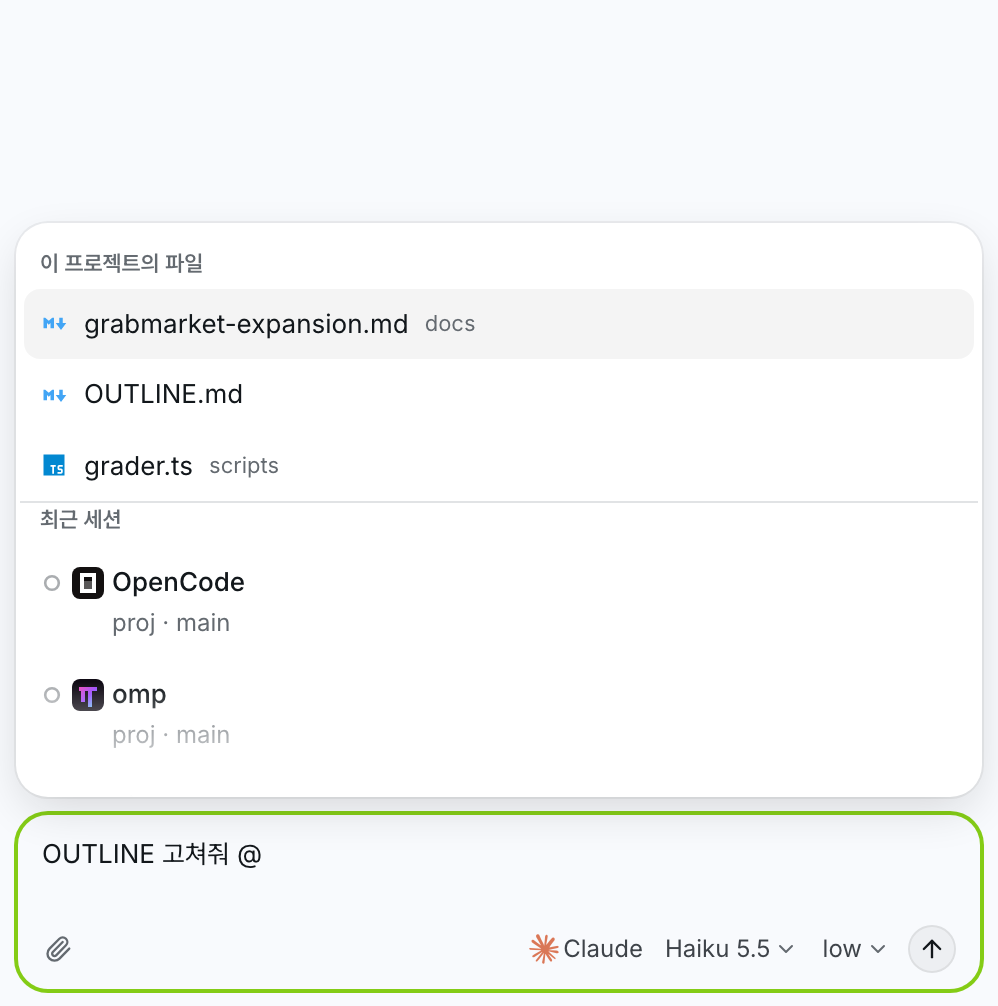 이 프로젝트의 파일
grabmarket-expansion.md docs
OUTLINE.md
grader.ts scripts
최근 세션
OpenCode
proj · main
omp
proj · main
OUTLINE 고쳐줘 @
Claude Haiku 5.5 low